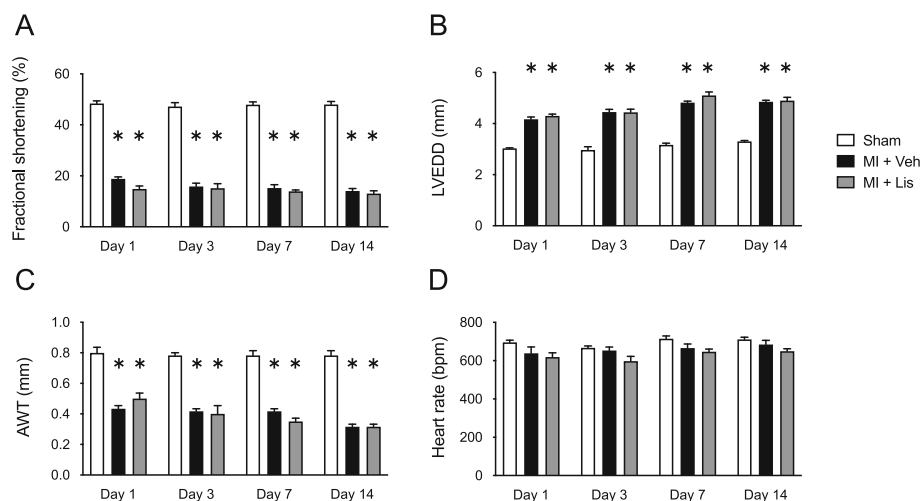 A
Fractional shortening (%)
60
40
20
0
* * * * * * * *
Day 1 Day 3 Day 7 Day 14
B
LVEDD (mm)
6
4
2
0
* * * * * * * *
Day 1 Day 3 Day 7 Day 14
Sham
MI + Veh
MI + Lis
C
AWT (mm)
1.0
0.8
0.6
0.4
0.2
0.0
* * * * * * * *
Day 1 Day 3 Day 7 Day 14
D
Heart rate (bpm)
800
600
400
200
0
Day 1 Day 3 Day 7 Day 14